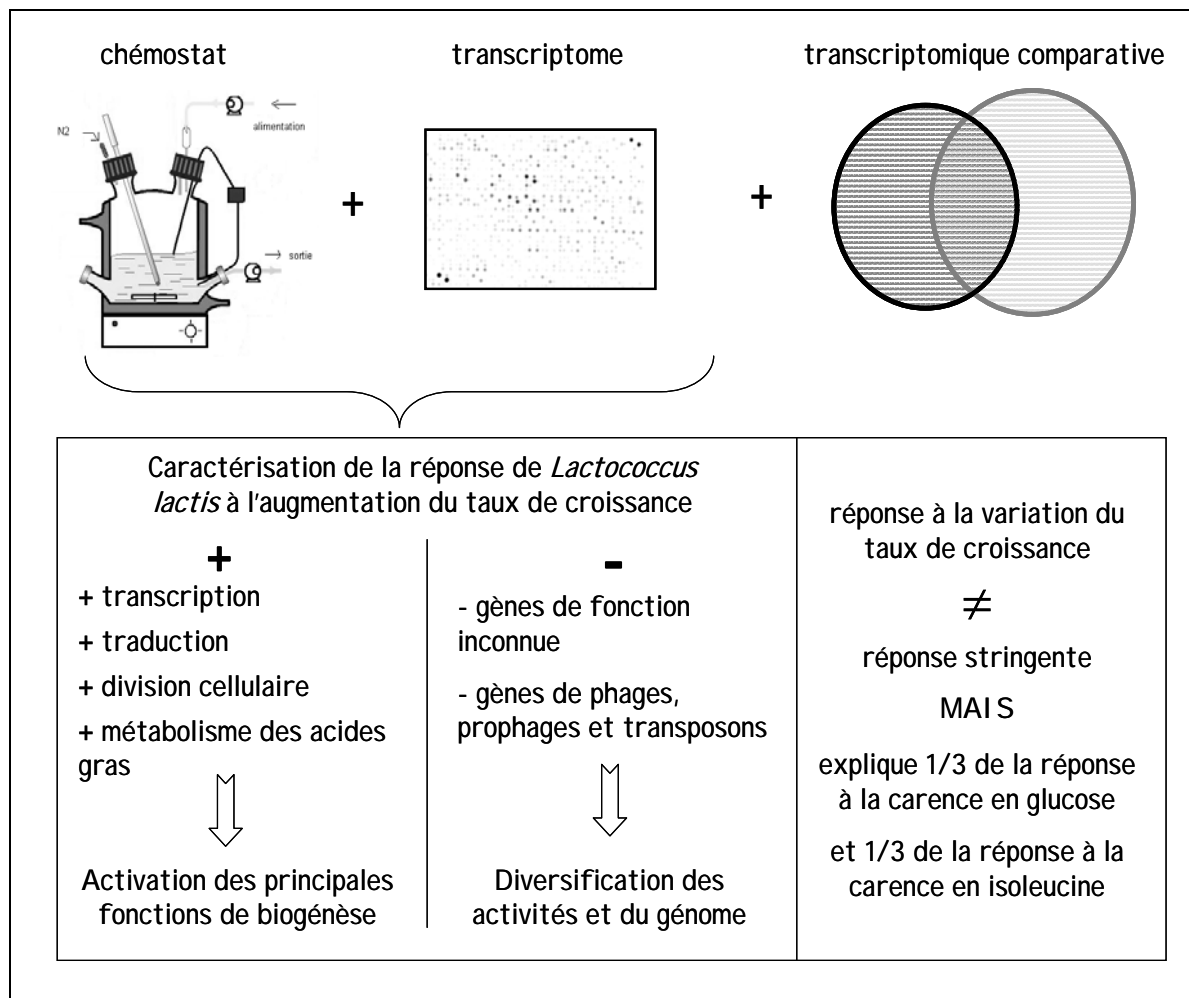 chémostat
transcriptome
transcriptomique comparative
N2
alimentation
sortie
+
+
Caractérisation de la réponse de Lactococcus
lactis à l'augmentation du taux de croissance
+
+ transcription
+ traduction
+ division cellulaire
+ métabolisme des acides
gras
Activation des principales
fonctions de biogénèse
-
- gènes de fonction
inconnue
- gènes de phages,
prophages et transposons
Diversification des
activités et du génome
réponse à la variation du
taux de croissance
≠
réponse stringente
MAIS
explique 1/3 de la réponse
à la carence en glucose
et 1/3 de la réponse à la
carence en isoleucine